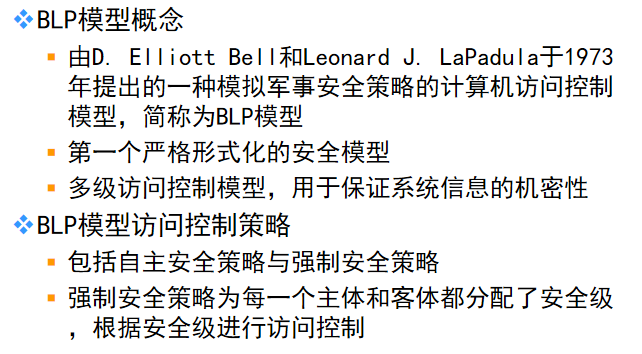 BLP模型概念
由D. Elliott Bell和Leonard J. LaPadula于1973
年提出的一种模拟军事安全策略的计算机访问控制
模型，简称为BLP模型
第一个严格形式化的安全模型
多级访问控制模型，用于保证系统信息的机密性
BLP模型访问控制策略
包括自主安全策略与强制安全策略
强制安全策略为每一个主体和客体都分配了安全级
，根据安全级进行访问控制